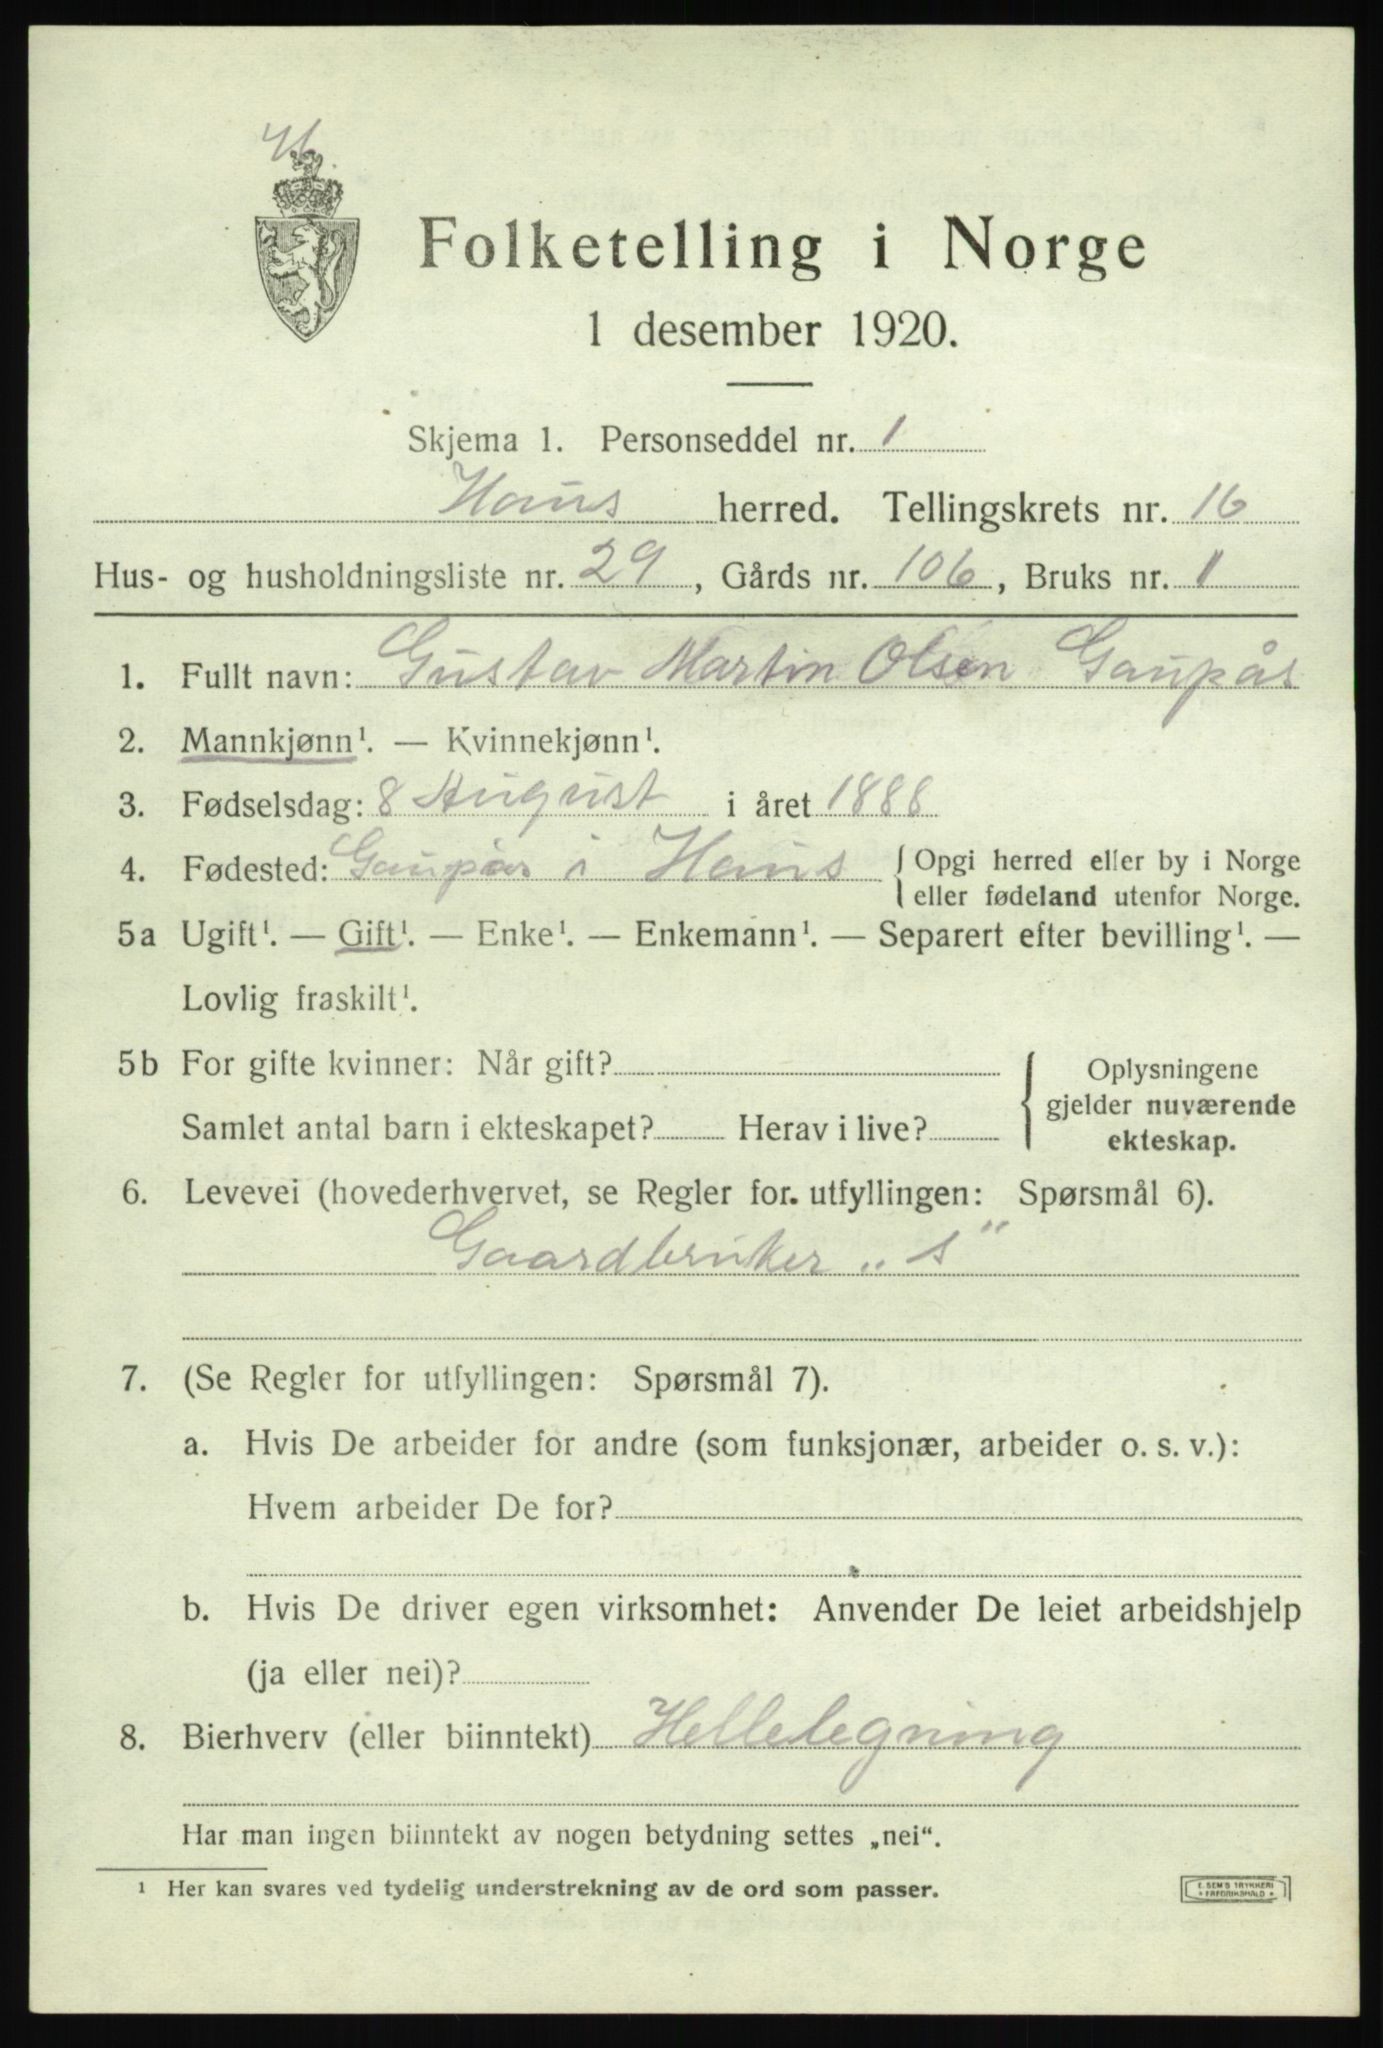 Folketelling i Norge
1 desember 1920.
Skjema 1. Personseddel nr. 1
Haus herred. Tellingskrets nr. 16
Hus- og husholdningsliste nr. 29, Gårds nr. 106, Bruks nr. 1
1. Fullt navn: Gustav Martin Olsen Gaupås
2. Mannkjønn¹. — Kvinnekjønn¹.
3. Fødselsdag: 8 August i året 1888
4. Fødested: Gaupås i Haus { Opgi herred eller by i Norge
eller fødeland utenfor Norge.
5a Ugift¹. — Gift¹. — Enke¹. — Enkemann¹. — Separert efter bevilling¹. —
Lovlig fraskilt¹.
5b For gifte kvinner: Når gift? { Oplysningene
gjelder nuværende
Samlet antal barn i ekteskapet? Herav i live?
ekteskap.
6. Levevei (hovederhvervet, se Regler for utfyllingen: Spørsmål 6).
Gaardbruker „s"
7. (Se Regler for utfyllingen: Spørsmål 7).
a. Hvis De arbeider for andre (som funksjonær, arbeider o. s. v.):
Hvem arbeider De for?
b. Hvis De driver egen virksomhet: Anvender De leiet arbeidshjelp
(ja eller nei)?
8. Bierhverv (eller biinntekt) Hellelegning
Har man ingen biinntekt av nogen betydning settes „nei“.
¹ Her kan svares ved tydelig understrekning av de ord som passer.
E. SEM'S TRYKKERI
FREDRIKSHALD